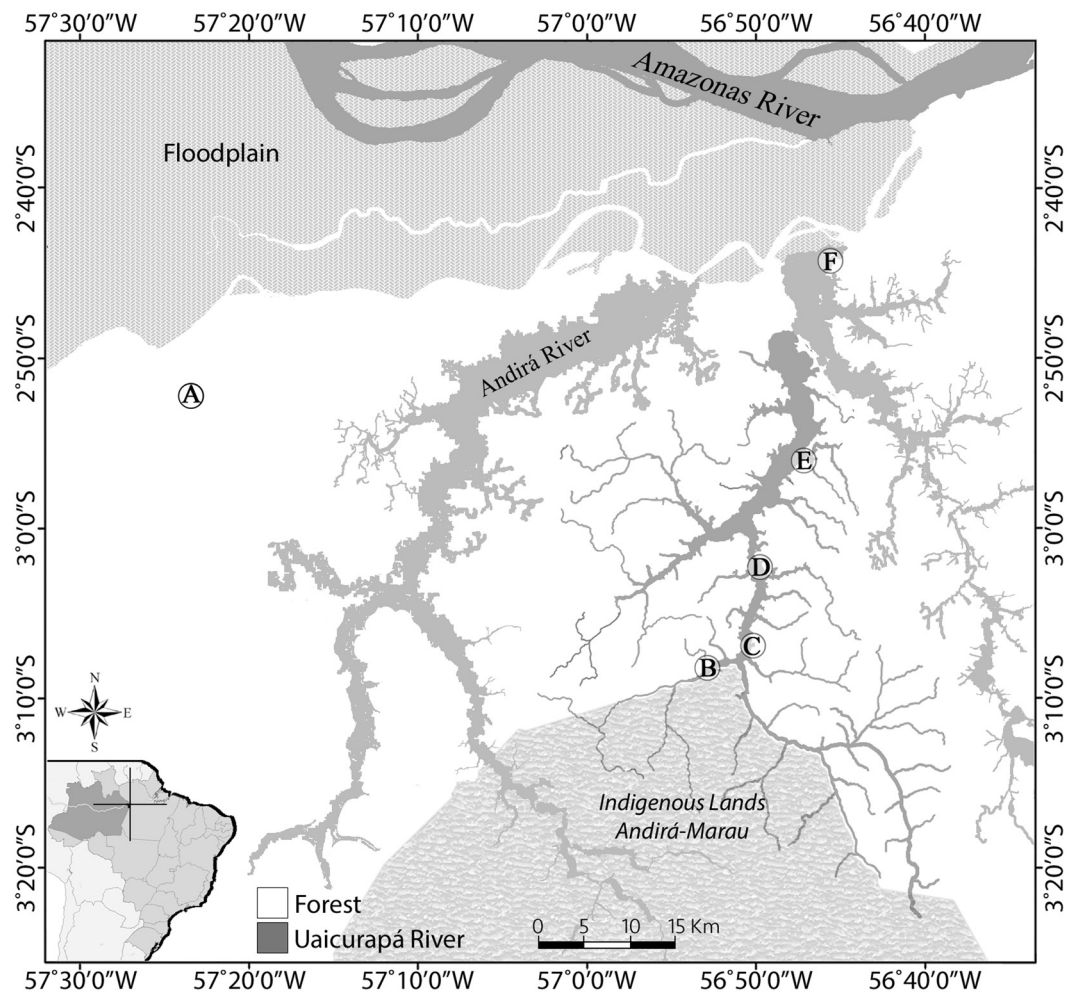 57˚30′0″W 57˚20′0″W 57˚10′0″W 57˚0′0″W 56˚50′0″W 56˚40′0″W
Amazonas River
Floodplain
2˚40′0″S 2˚40′0″S
F
Andirá River
2˚50′0″S 2˚50′0″S
A
E
3˚0′0″S 3˚0′0″S
D
C
B
3˚10′0″S 3˚10′0″S
N
W E
S
Indigenous Lands
Andirá-Marau
3˚20′0″S 3˚20′0″S
Forest
Uaicurapá River
0 5 10 15 Km
57˚30′0″W 57˚20′0″W 57˚10′0″W 57˚0′0″W 56˚50′0″W 56˚40′0″W